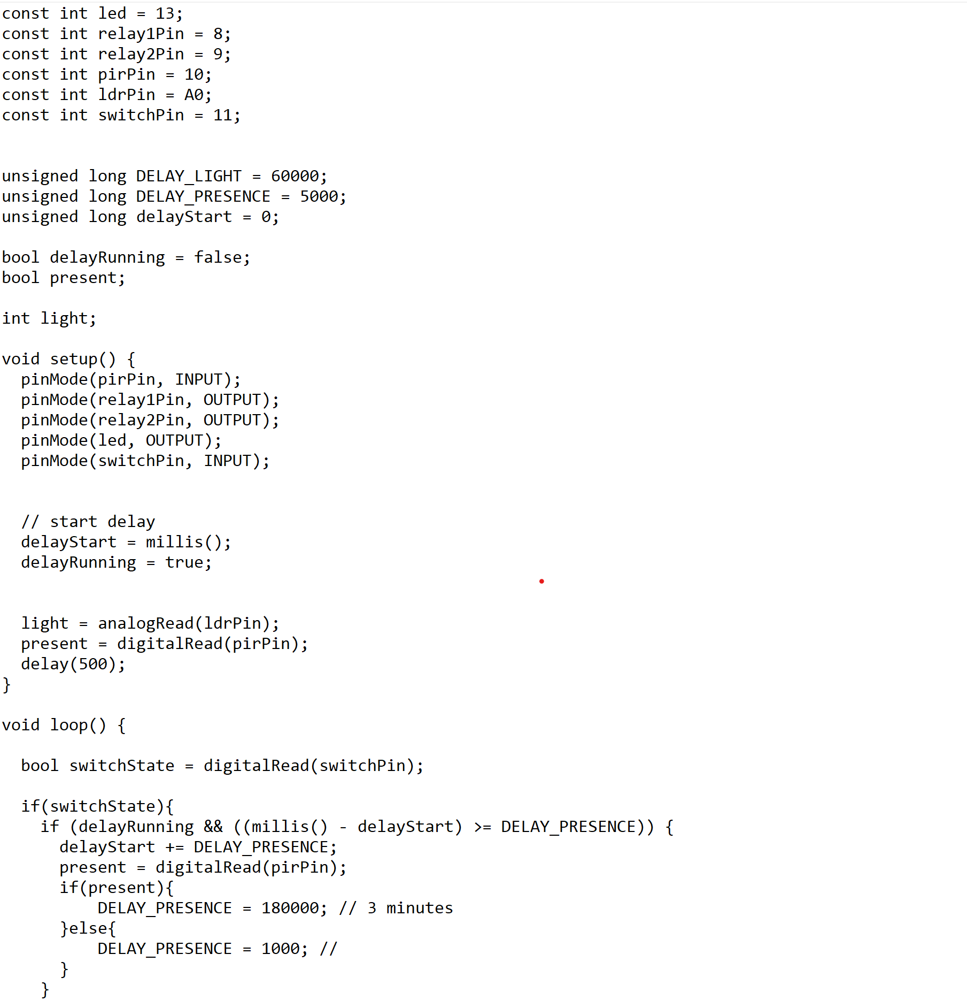 const int led = 13;
const int relay1Pin = 8;
const int relay2Pin = 9;
const int pirPin = 10;
const int ldrPin = A0;
const int switchPin = 11;
unsigned long DELAY_LIGHT = 60000;
unsigned long DELAY_PRESENCE = 5000;
unsigned long delayStart = 0;
bool delayRunning = false;
bool present;
int light;
void setup() {
  pinMode(pirPin, INPUT);
  pinMode(relay1Pin, OUTPUT);
  pinMode(relay2Pin, OUTPUT);
  pinMode(led, OUTPUT);
  pinMode(switchPin, INPUT);
  // start delay
  delayStart = millis();
  delayRunning = true;
  light = analogRead(ldrPin);
  present = digitalRead(pirPin);
  delay(500);
}
void loop() {
  bool switchState = digitalRead(switchPin);
  if(switchState){
    if (delayRunning && ((millis() - delayStart) >= DELAY_PRESENCE)) {
      delayStart += DELAY_PRESENCE;
      present = digitalRead(pirPin);
      if(present){
          DELAY_PRESENCE = 180000; // 3 minutes
      }else{
          DELAY_PRESENCE = 1000; //
      }
    }